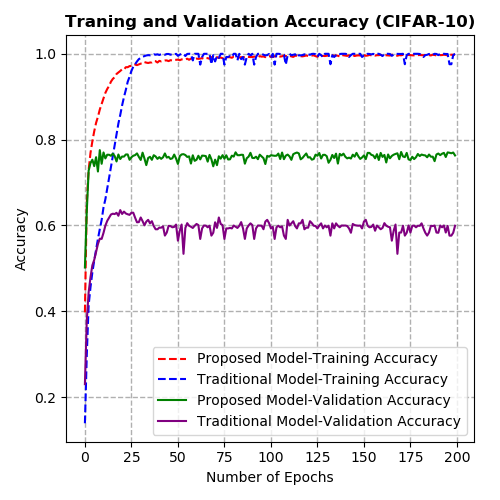 Traning and Validation Accuracy (CIFAR-10)
1.0
0.8
0.6
0.4
0.2
Accuracy
Proposed Model-Training Accuracy
Traditional Model-Training Accuracy
Proposed Model-Validation Accuracy
Traditional Model-Validation Accuracy
0 25 50 75 100 125 150 175 200
Number of Epochs